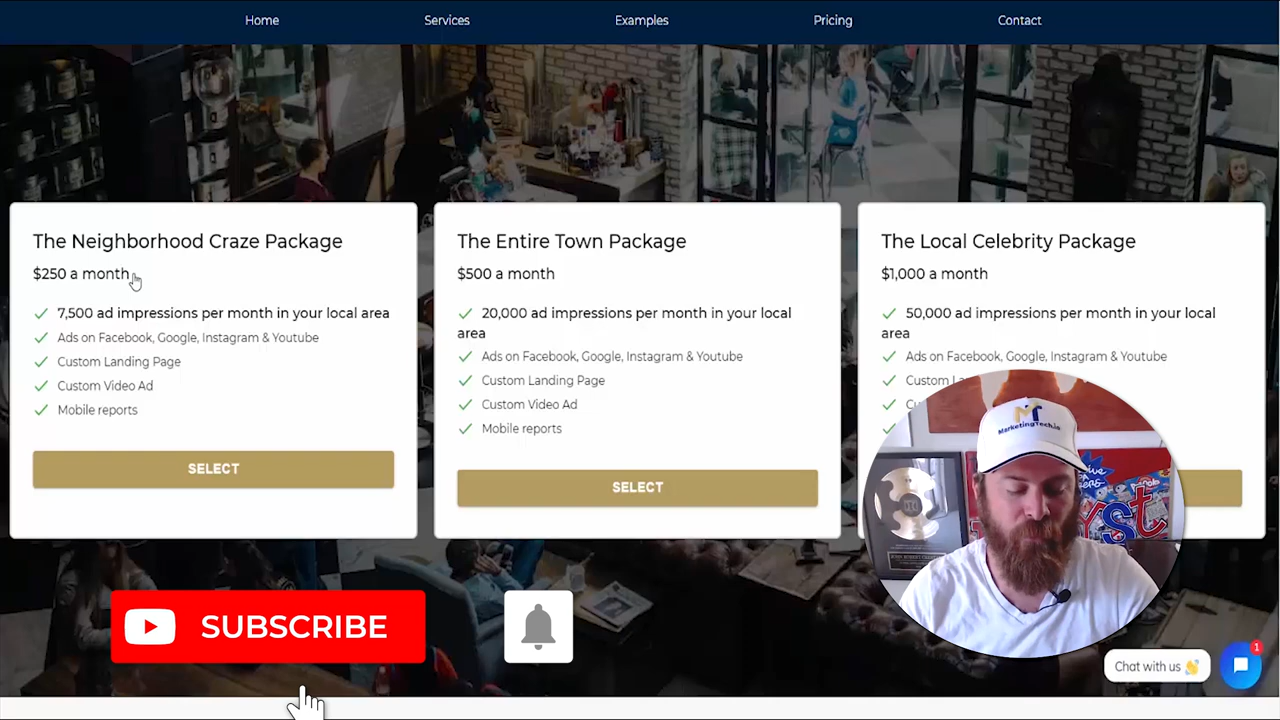 Home Services Examples Pricing Contact
The Neighborhood Craze Package
$250 a month
7,500 ad impressions per month in your local area
Ads on Facebook, Google, Instagram & Youtube
Custom Landing Page
Custom Video Ad
Mobile reports
SELECT
The Entire Town Package
$500 a month
20,000 ad impressions per month in your local
area
Ads on Facebook, Google, Instagram & Youtube
Custom Landing Page
Custom Video Ad
Mobile reports
SELECT
The Local Celebrity Package
$1,000 a month
50,000 ad impressions per month in your local
area
Ads on Facebook, Google, Instagram & Youtube
Custom
MT
MarketingTech.io
SUBSCRIBE
Chat with us
1